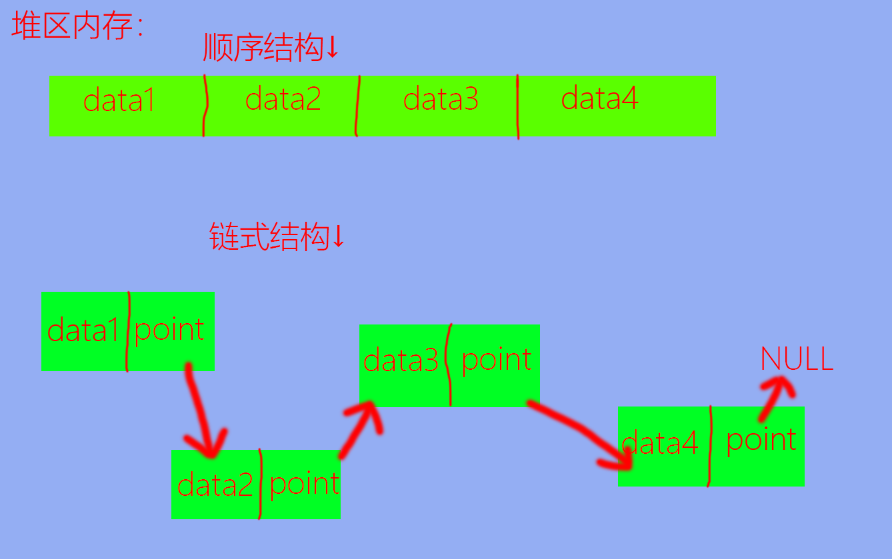 堆区内存：
顺序结构↓
data1 data2 data3 data4
链式结构↓
data1 point
data3 point
NULL
data4 point
data2 point